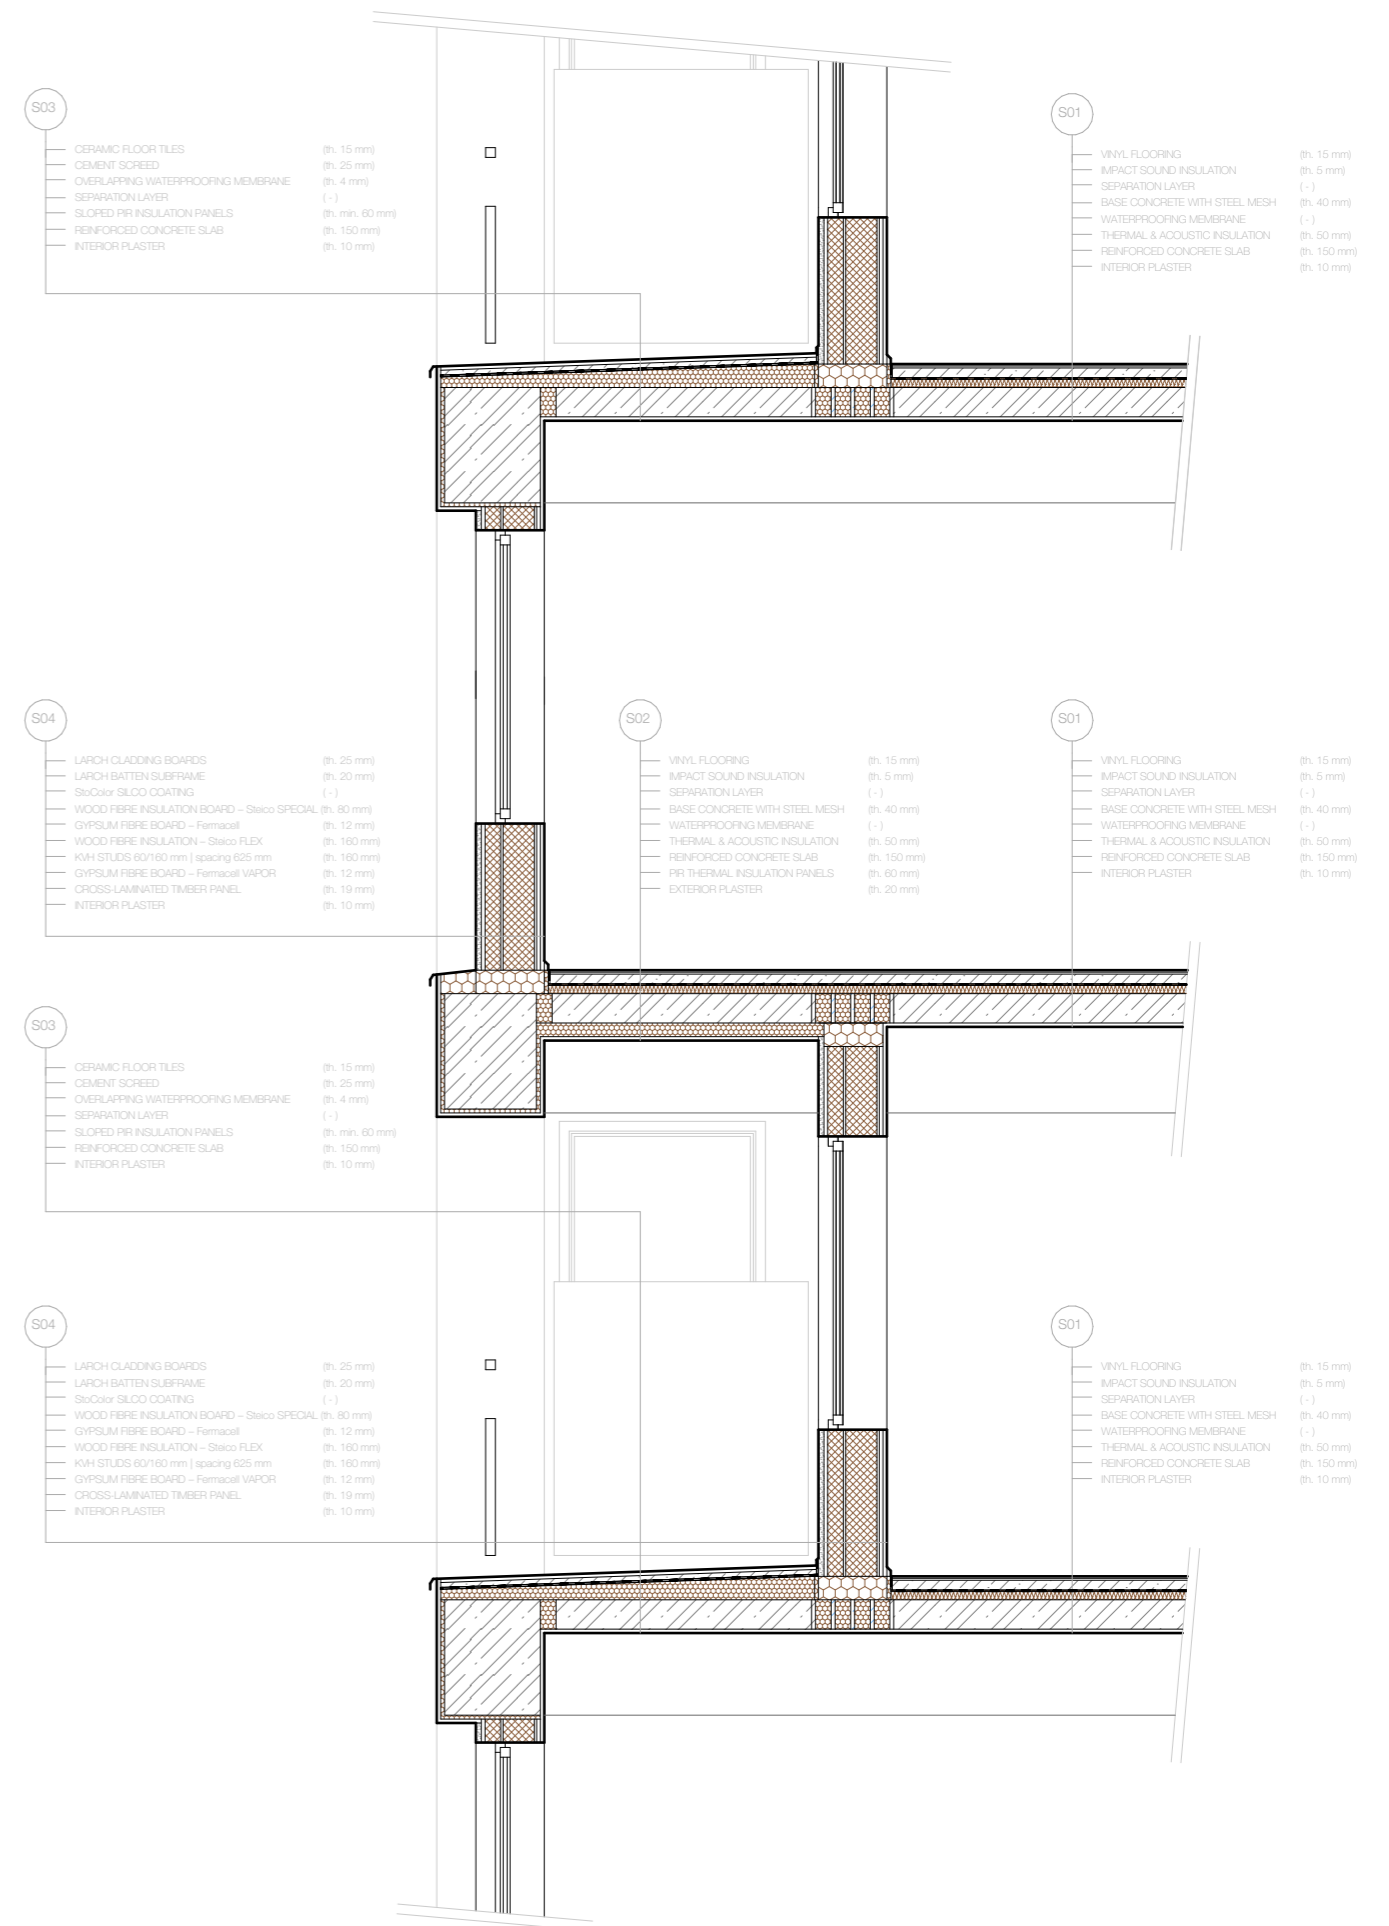 S03
CERAMIC FLOOR TILES (th. 15 mm)
CEMENT SCREED (th. 25 mm)
OVERLAPPING WATERPROOFING MEMBRANE (th. 4 mm)
SEPARATION LAYER ( - )
SLOPED PIR INSULATION PANELS (th. min. 60 mm)
REINFORCED CONCRETE SLAB (th. 150 mm)
INTERIOR PLASTER (th. 10 mm)
S01
VINYL FLOORING (th. 15 mm)
IMPACT SOUND INSULATION (th. 5 mm)
SEPARATION LAYER ( - )
BASE CONCRETE WITH STEEL MESH (th. 40 mm)
WATERPROOFING MEMBRANE ( - )
THERMAL & ACOUSTIC INSULATION (th. 50 mm)
REINFORCED CONCRETE SLAB (th. 150 mm)
INTERIOR PLASTER (th. 10 mm)
S04
LARCH CLADDING BOARDS (th. 25 mm)
LARCH BATTEN SUBFRAME (th. 20 mm)
StoColor SILCO COATING ( - )
WOOD FIBRE INSULATION BOARD – Steico SPECIAL (th. 80 mm)
GYPSUM FIBRE BOARD – Fermacell (th. 12 mm)
WOOD FIBRE INSULATION – Steico FLEX (th. 160 mm)
KVH STUDS 60/160 mm | spacing 625 mm (th. 160 mm)
GYPSUM FIBRE BOARD – Fermacell VAPOR (th. 12 mm)
CROSS-LAMINATED TIMBER PANEL (th. 19 mm)
INTERIOR PLASTER (th. 10 mm)
S02
VINYL FLOORING (th. 15 mm)
IMPACT SOUND INSULATION (th. 5 mm)
SEPARATION LAYER ( - )
BASE CONCRETE WITH STEEL MESH (th. 40 mm)
WATERPROOFING MEMBRANE ( - )
THERMAL & ACOUSTIC INSULATION (th. 50 mm)
REINFORCED CONCRETE SLAB (th. 150 mm)
PIR THERMAL INSULATION PANELS (th. 60 mm)
EXTERIOR PLASTER (th. 20 mm)
S01
VINYL FLOORING (th. 15 mm)
IMPACT SOUND INSULATION (th. 5 mm)
SEPARATION LAYER ( - )
BASE CONCRETE WITH STEEL MESH (th. 40 mm)
WATERPROOFING MEMBRANE ( - )
THERMAL & ACOUSTIC INSULATION (th. 50 mm)
REINFORCED CONCRETE SLAB (th. 150 mm)
INTERIOR PLASTER (th. 10 mm)
S03
CERAMIC FLOOR TILES (th. 15 mm)
CEMENT SCREED (th. 25 mm)
OVERLAPPING WATERPROOFING MEMBRANE (th. 4 mm)
SEPARATION LAYER ( - )
SLOPED PIR INSULATION PANELS (th. min. 60 mm)
REINFORCED CONCRETE SLAB (th. 150 mm)
INTERIOR PLASTER (th. 10 mm)
S04
LARCH CLADDING BOARDS (th. 25 mm)
LARCH BATTEN SUBFRAME (th. 20 mm)
StoColor SILCO COATING ( - )
WOOD FIBRE INSULATION BOARD – Steico SPECIAL (th. 80 mm)
GYPSUM FIBRE BOARD – Fermacell (th. 12 mm)
WOOD FIBRE INSULATION – Steico FLEX (th. 160 mm)
KVH STUDS 60/160 mm | spacing 625 mm (th. 160 mm)
GYPSUM FIBRE BOARD – Fermacell VAPOR (th. 12 mm)
CROSS-LAMINATED TIMBER PANEL (th. 19 mm)
INTERIOR PLASTER (th. 10 mm)
S01
VINYL FLOORING (th. 15 mm)
IMPACT SOUND INSULATION (th. 5 mm)
SEPARATION LAYER ( - )
BASE CONCRETE WITH STEEL MESH (th. 40 mm)
WATERPROOFING MEMBRANE ( - )
THERMAL & ACOUSTIC INSULATION (th. 50 mm)
REINFORCED CONCRETE SLAB (th. 150 mm)
INTERIOR PLASTER (th. 10 mm)